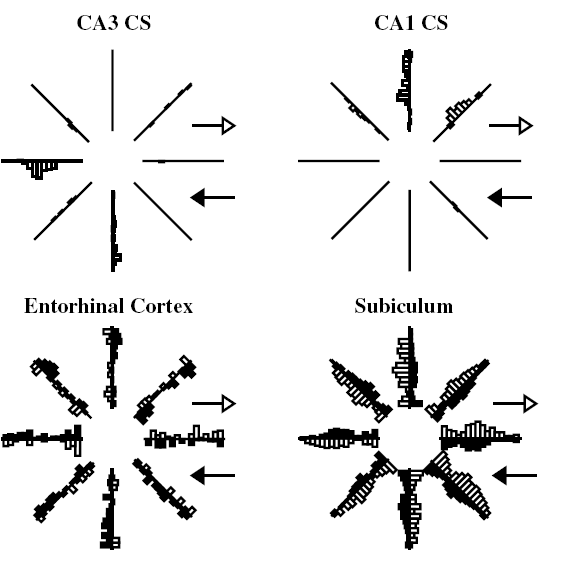 CA3 CS
CA1 CS
Entorhinal Cortex
Subiculum